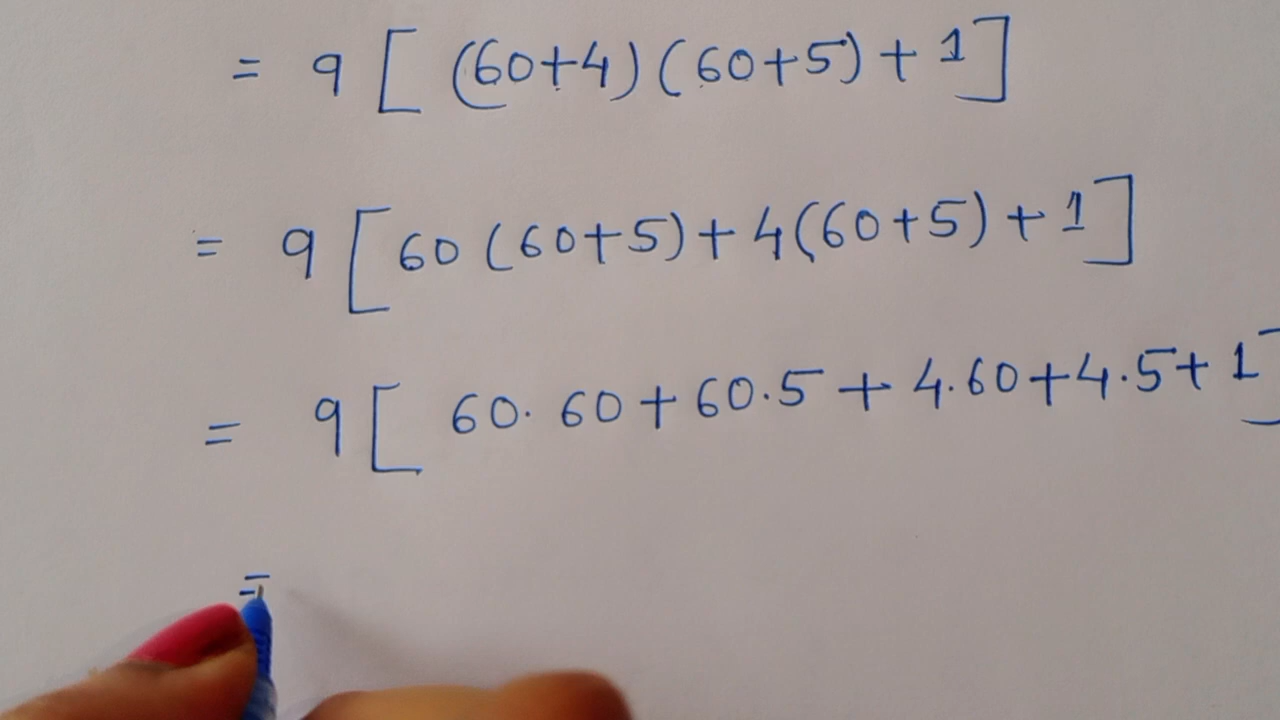 = 9 [ (60+4) (60+5) + 1 ]
= 9 [ 60 (60+5) + 4 (60+5) + 1 ]
= 9 [ 60. 60 + 60.5 + 4.60 + 4.5 + 1 ]
=